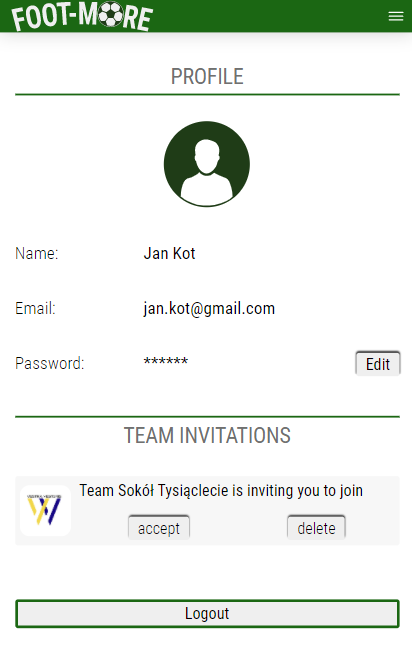 FOOT-MORE
PROFILE
Name: Jan Kot
Email: jan.kot@gmail.com
Password: ****** Edit
TEAM INVITATIONS
Team Sokół Tysiąclecie is inviting you to join
accept delete
Logout